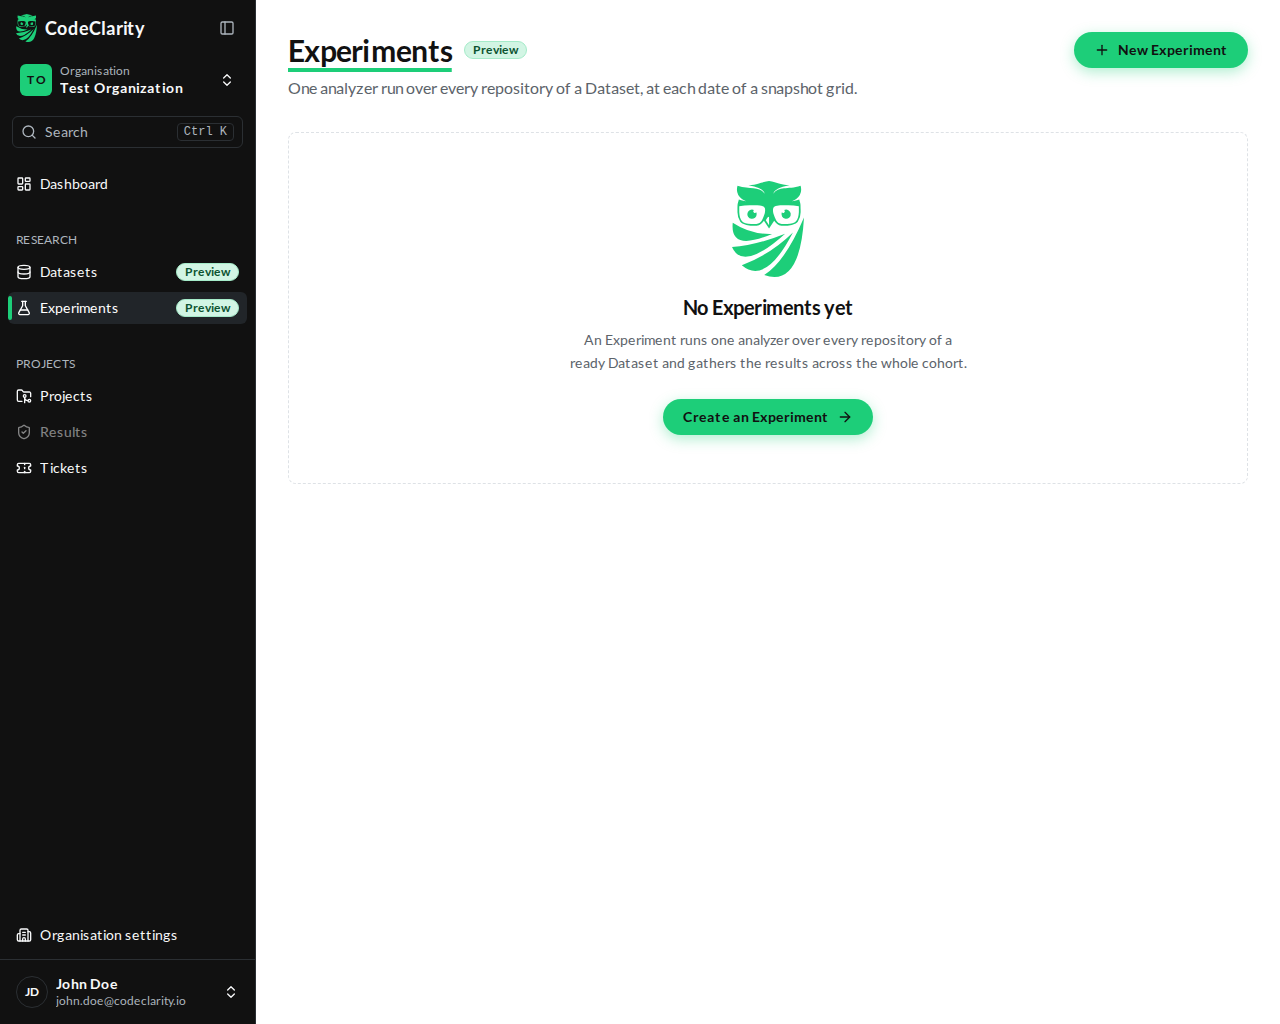 CodeClarity
TO
Organisation
Test Organization
Search
Ctrl K
Dashboard
RESEARCH
Datasets
Preview
Experiments
Preview
PROJECTS
Projects
Results
Tickets
Organisation settings
JD
John Doe
john.doe@codeclarity.io
Experiments
Preview
New Experiment
One analyzer run over every repository of a Dataset, at each date of a snapshot grid.
No Experiments yet
An Experiment runs one analyzer over every repository of a
ready Dataset and gathers the results across the whole cohort.
Create an Experiment